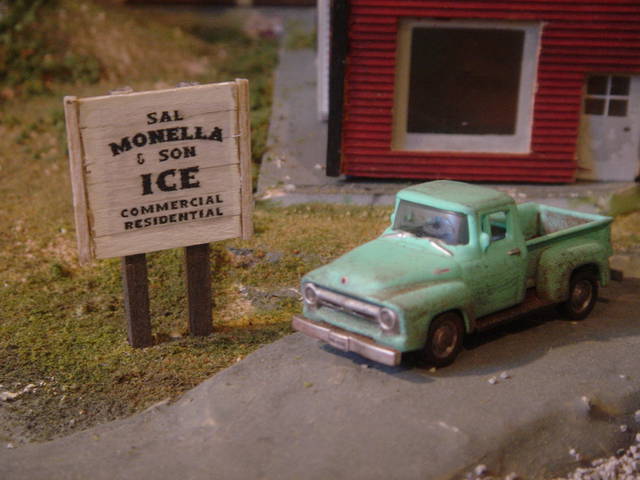 SAL
MONELLA
& SON
ICE
COMMERCIAL
RESIDENTIAL